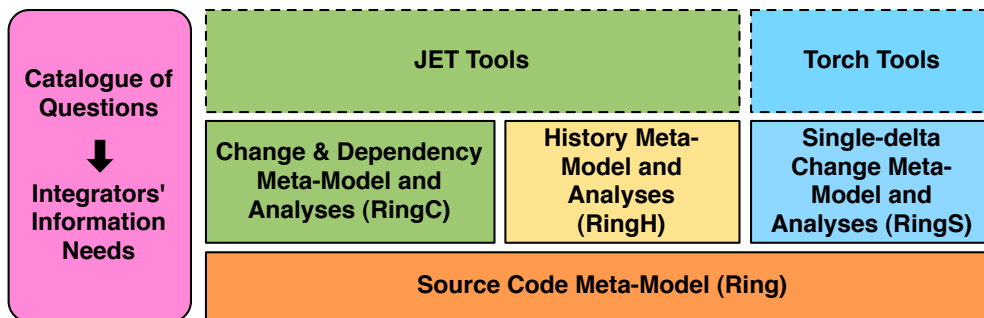 Catalogue of
Questions
Integrators'
Information
Needs
JET Tools
Torch Tools
Change & Dependency
Meta-Model and
Analyses (RingC)
History Meta-
Model and
Analyses
(RingH)
Single-delta
Change Meta-
Model and
Analyses (RingS)
Source Code Meta-Model (Ring)